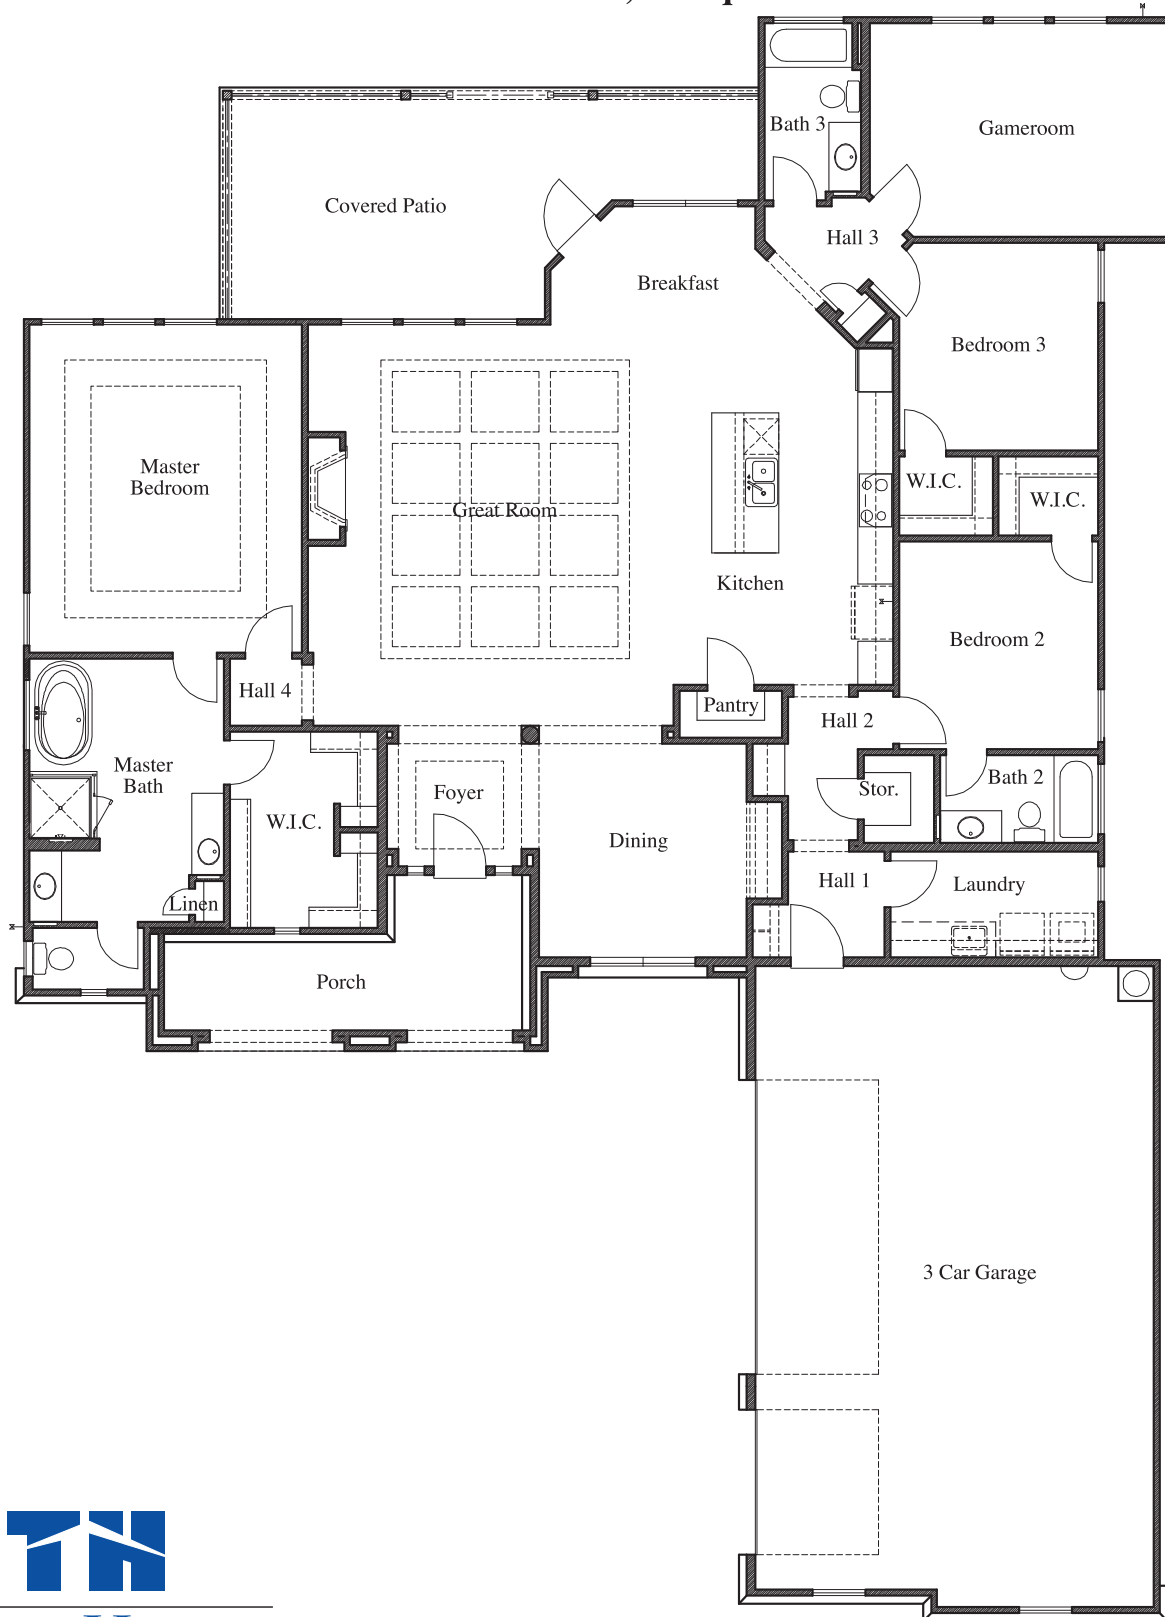 Bath 3
Gameroom
Covered Patio
Hall 3
Breakfast
Bedroom 3
Master
Bedroom
W.I.C.
W.I.C.
Great Room
Kitchen
Bedroom 2
Hall 4
Pantry
Hall 2
Master
Bath
Foyer
Bath 2
Stor.
W.I.C.
Dining
Hall 1
Laundry
Linen
Porch
3 Car Garage
TH